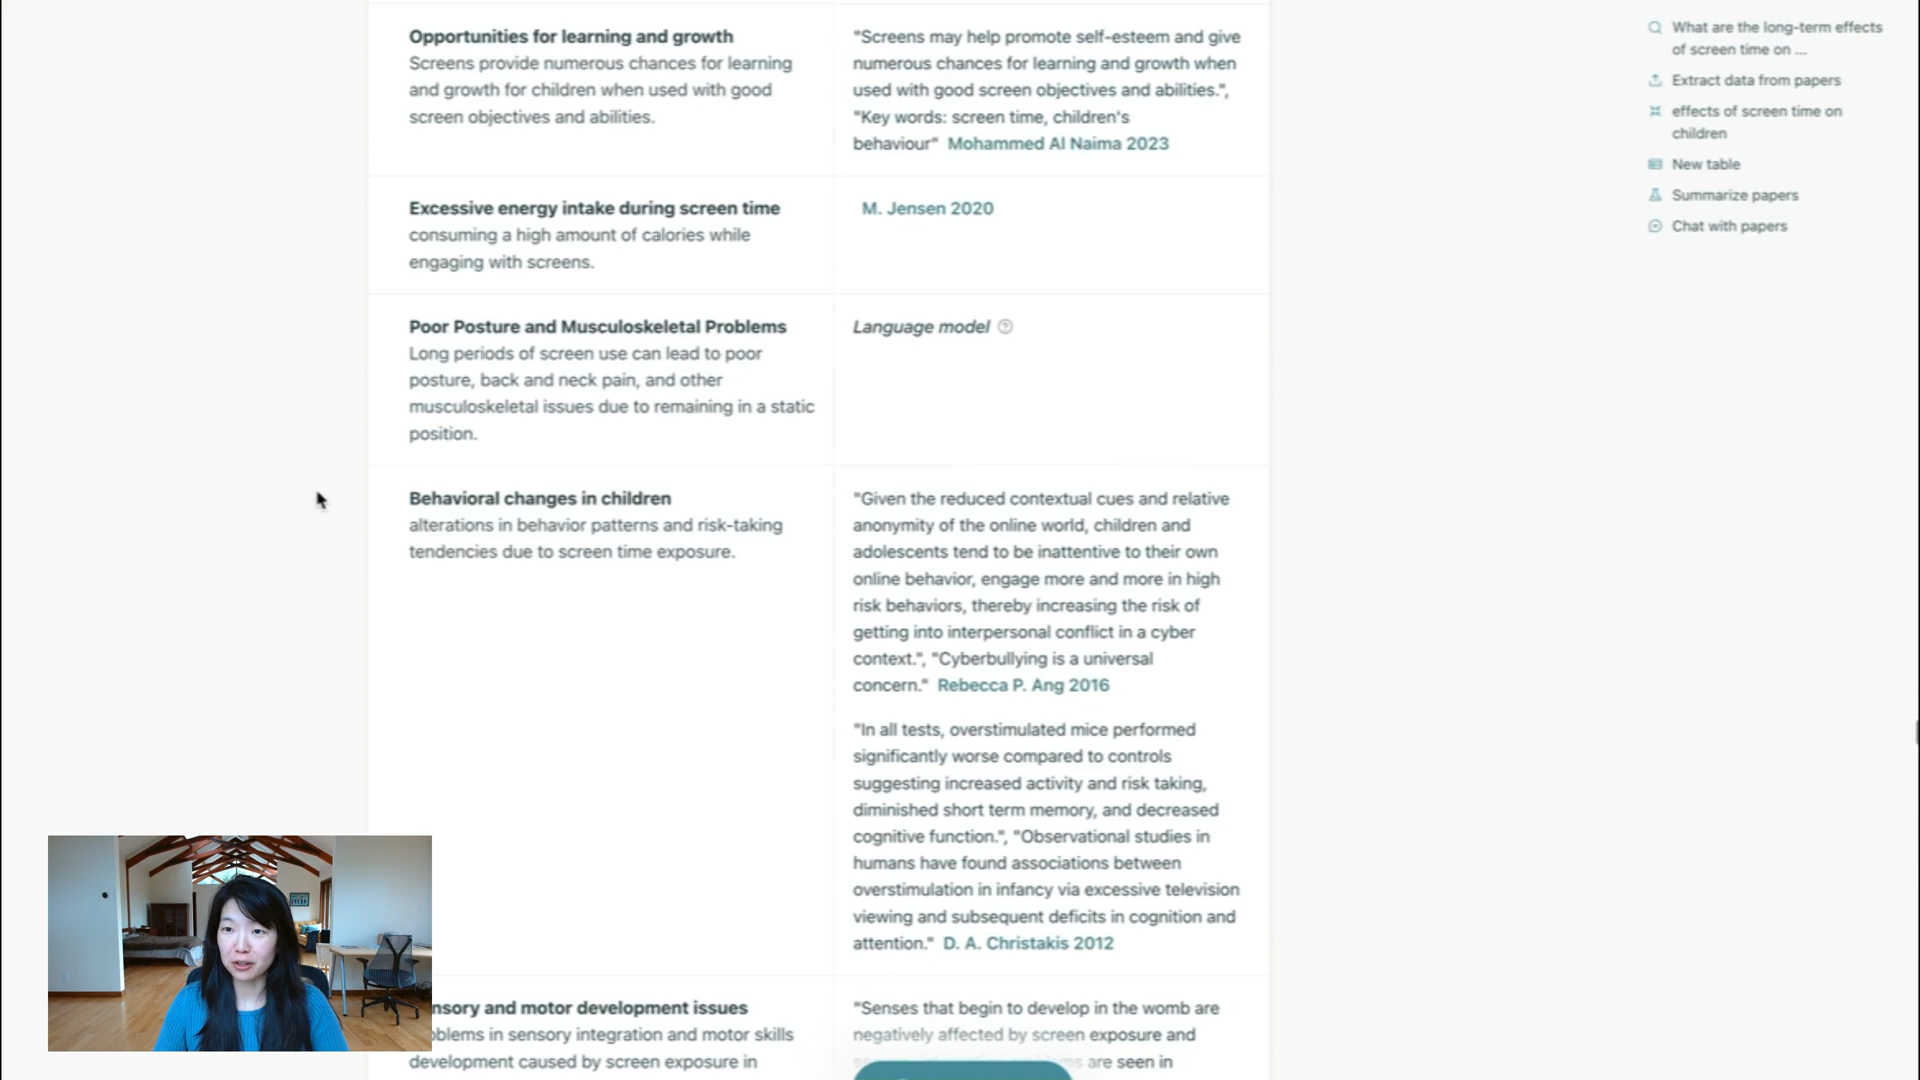 Opportunities for learning and growth
Screens provide numerous chances for learning
and growth for children when used with good
screen objectives and abilities.
"Screens may help promote self-esteem and give
numerous chances for learning and growth when
used with good screen objectives and abilities.",
"Key words: screen time, children's
behaviour" Mohammed Al Naima 2023
Excessive energy intake during screen time
consuming a high amount of calories while
engaging with screens.
M. Jensen 2020
Poor Posture and Musculoskeletal Problems
Long periods of screen use can lead to poor
posture, back and neck pain, and other
musculoskeletal issues due to remaining in a static
position.
Language model
Behavioral changes in children
alterations in behavior patterns and risk-taking
tendencies due to screen time exposure.
"Given the reduced contextual cues and relative
anonymity of the online world, children and
adolescents tend to be inattentive to their own
online behavior, engage more and more in high
risk behaviors, thereby increasing the risk of
getting into interpersonal conflict in a cyber
context.", "Cyberbullying is a universal
concern." Rebecca P. Ang 2016
"In all tests, overstimulated mice performed
significantly worse compared to controls
suggesting increased activity and risk taking,
diminished short term memory, and decreased
cognitive function.", "Observational studies in
humans have found associations between
overstimulation in infancy via excessive television
viewing and subsequent deficits in cognition and
attention." D. A. Christakis 2012
nsory and motor development issues
oblems in sensory integration and motor skills
development caused by screen exposure in
"Senses that begin to develop in the womb are
negatively affected by screen exposure and
are seen in
What are the long-term effects
of screen time on ...
Extract data from papers
effects of screen time on
children
New table
Summarize papers
Chat with papers